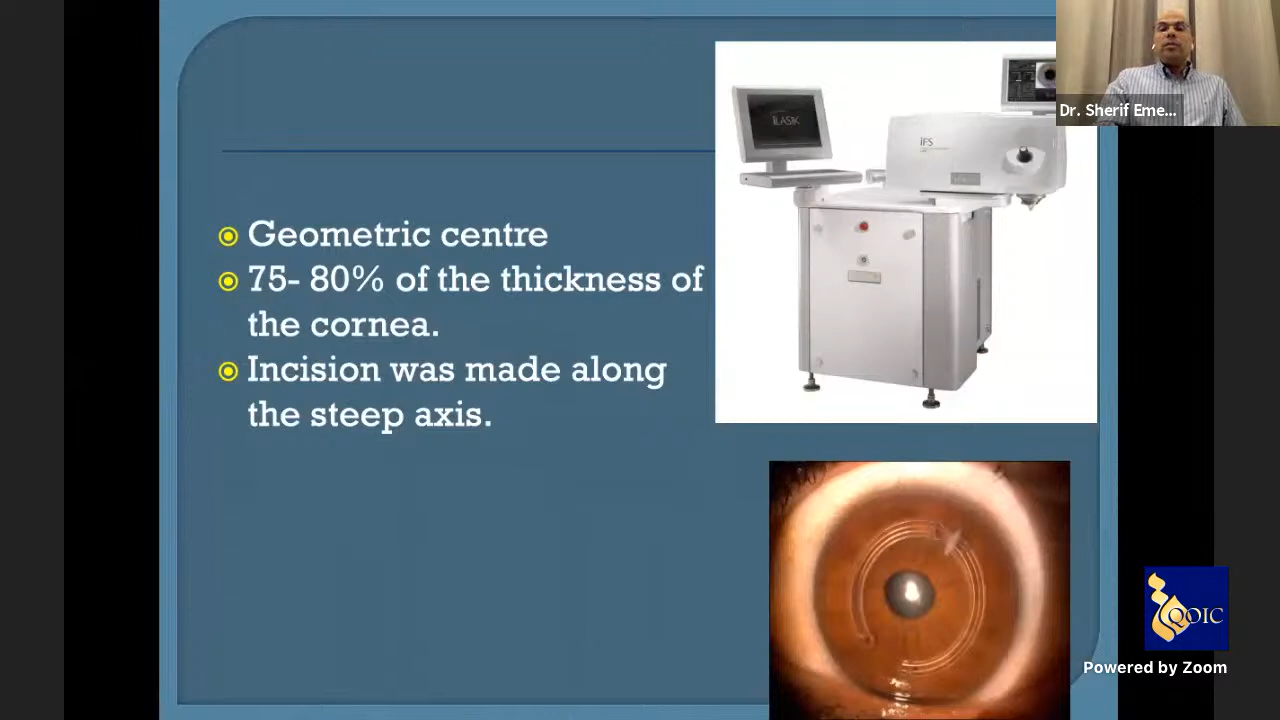 Dr. Sherif Eme...
iLASIK
iFS
Geometric centre
75- 80% of the thickness of
the cornea.
Incision was made along
the steep axis.
QOIC
Powered by Zoom